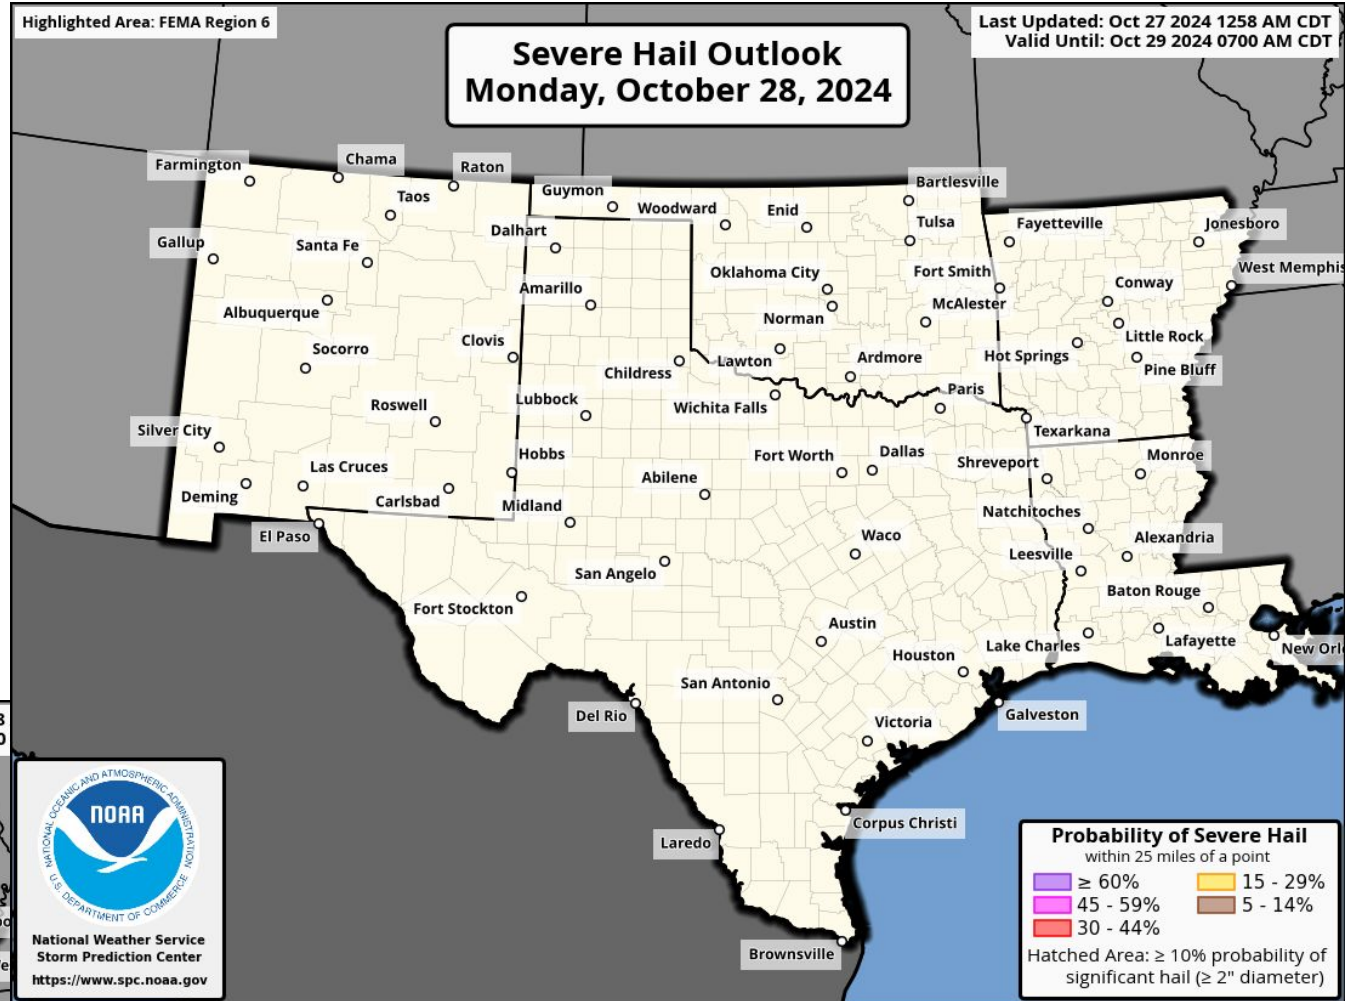 Highlighted Area: FEMA Region 6
Last Updated: Oct 27 2024 1258 AM CDT
Valid Until: Oct 29 2024 0700 AM CDT
Severe Hail Outlook
Monday, October 28, 2024
Farmington
Chama
Raton
Taos
Guymon
Woodward
Enid
Bartlesville
Gallup
Santa Fe
Dalhart
Tulsa
Fayetteville
Jonesboro
Amarillo
Oklahoma City
Fort Smith
West Memphis
Albuquerque
Norman
McAlester
Conway
Socorro
Clovis
Childress
Lawton
Ardmore
Hot Springs
Little Rock
Pine Bluff
Roswell
Lubbock
Wichita Falls
Paris
Texarkana
Silver City
Las Cruces
Hobbs
Abilene
Fort Worth
Dallas
Shreveport
Monroe
Deming
Carlsbad
Midland
Natchitoches
El Paso
Waco
Leesville
Alexandria
San Angelo
Fort Stockton
Baton Rouge
Austin
Houston
Lake Charles
Lafayette
New Orl
San Antonio
Del Rio
Victoria
Galveston
Laredo
Corpus Christi
Brownsville
NATIONAL OCEANIC AND ATMOSPHERIC ADMINISTRATION
NOAA
U.S. DEPARTMENT OF COMMERCE
National Weather Service
Storm Prediction Center
https://www.spc.noaa.gov
Probability of Severe Hail
within 25 miles of a point
≥ 60% 15 - 29%
45 - 59% 5 - 14%
30 - 44%
Hatched Area: ≥ 10% probability of
significant hail (≥ 2" diameter)